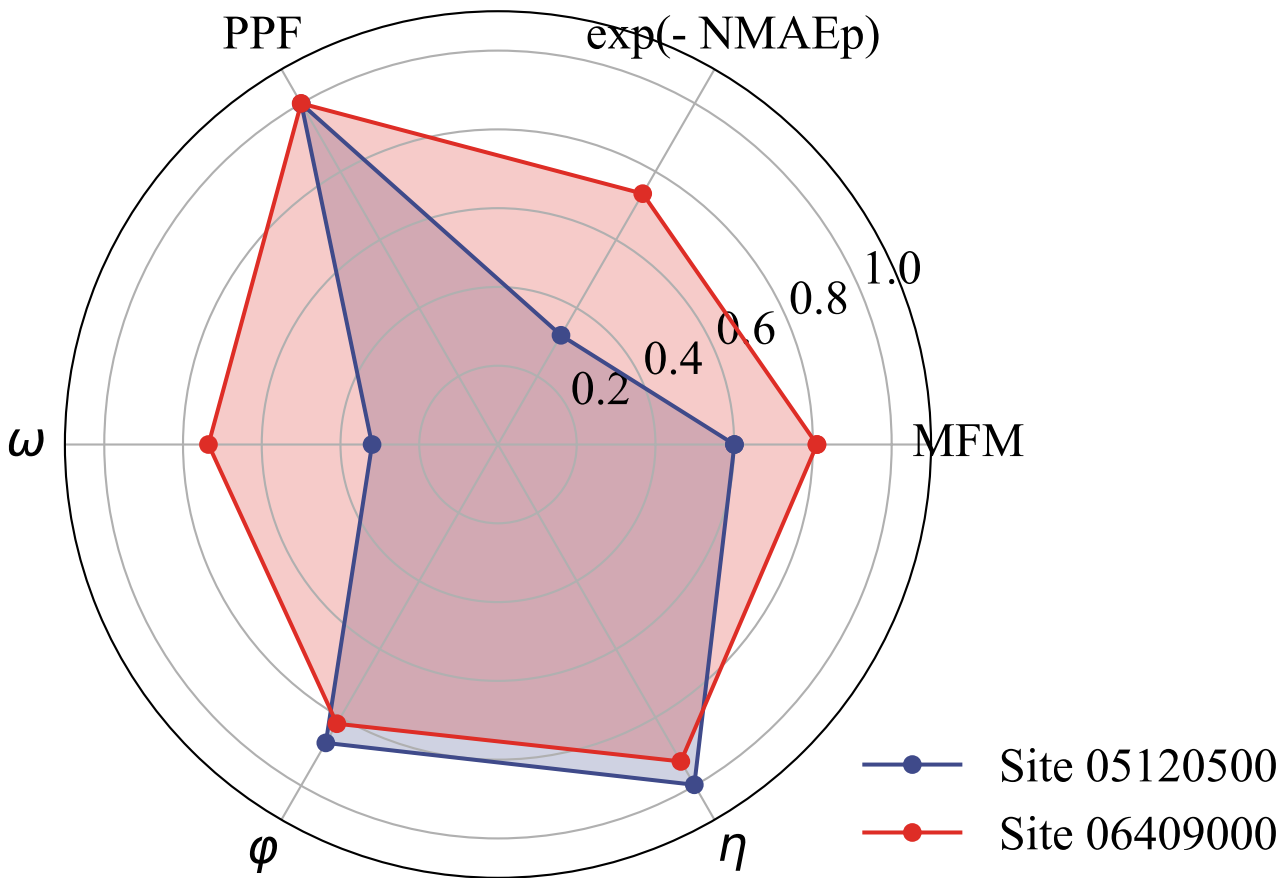 PPF
exp(- NMAEp)
1.0
0.8
0.6
0.4
0.2
ω
MFM
φ
η
Site 05120500
Site 06409000